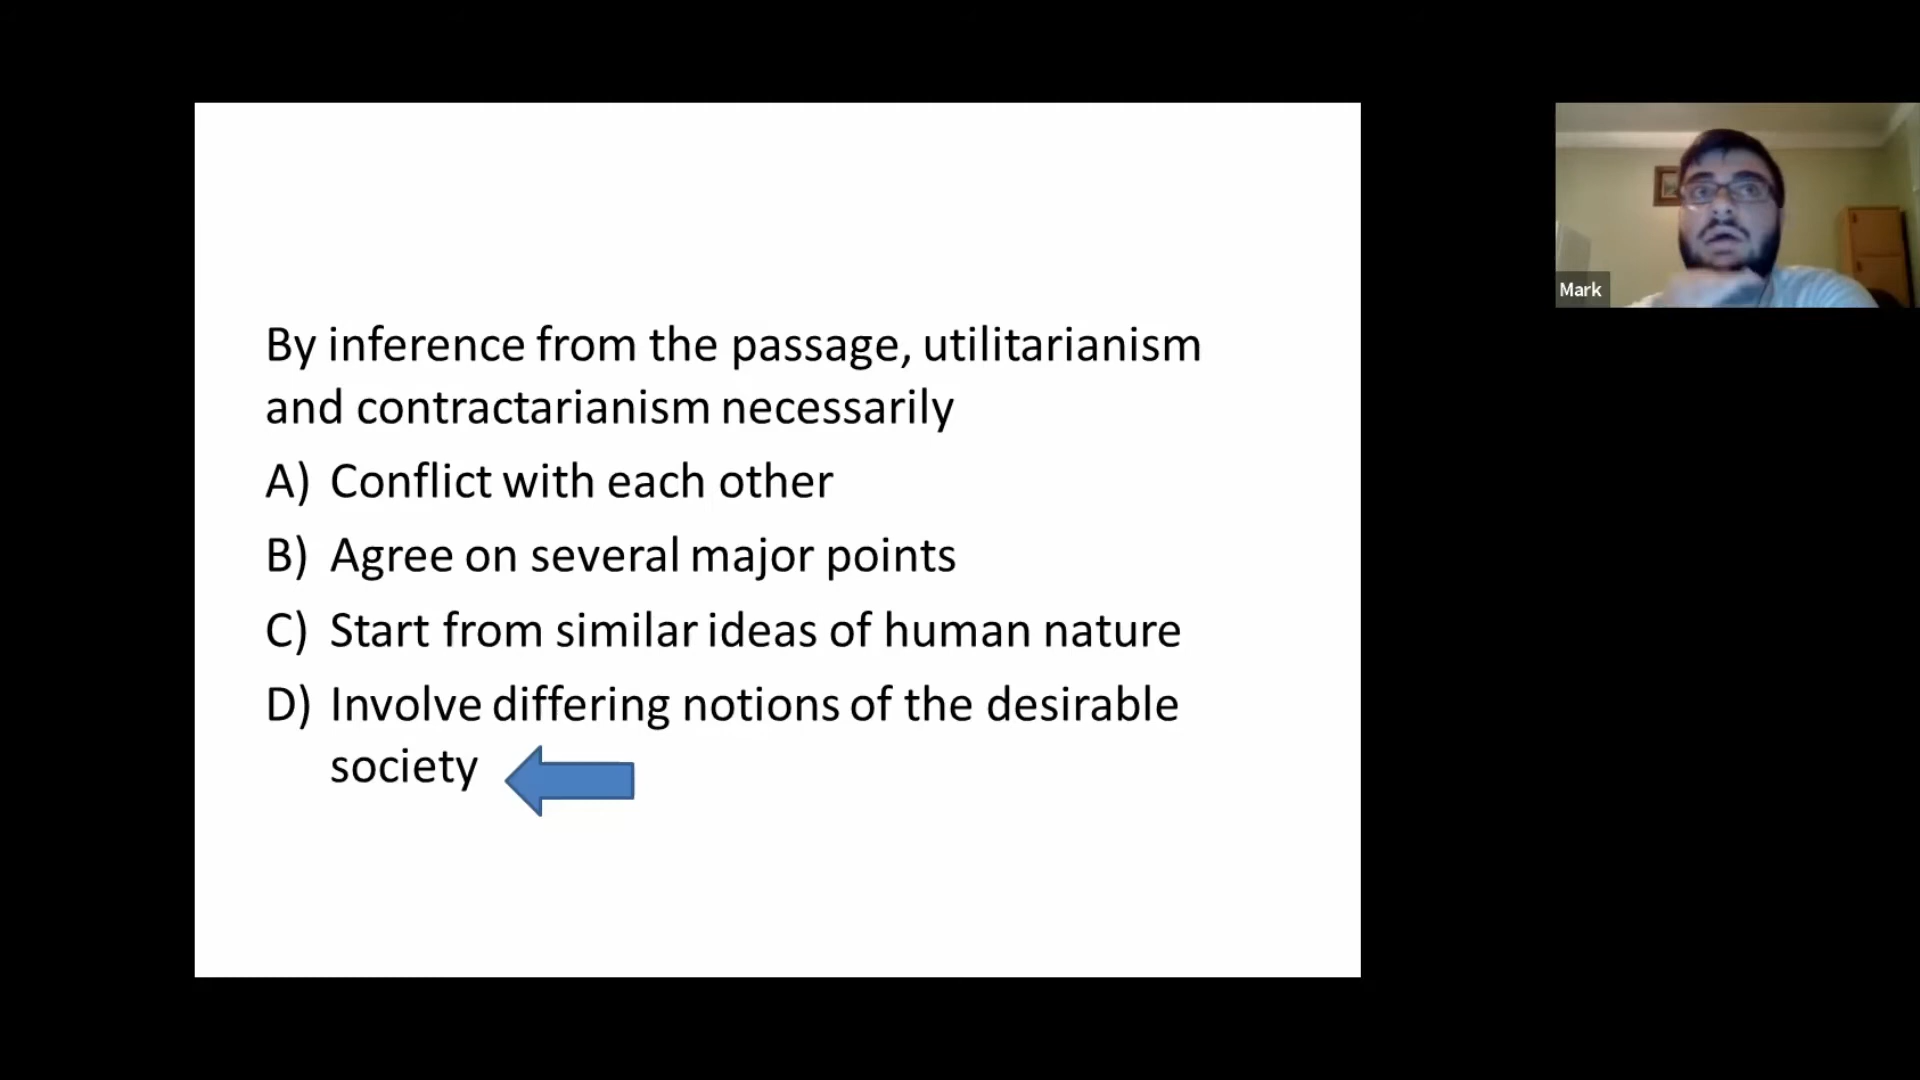 By inference from the passage, utilitarianism
and contractarianism necessarily
A) Conflict with each other
B) Agree on several major points
C) Start from similar ideas of human nature
D) Involve differing notions of the desirable
society
Mark